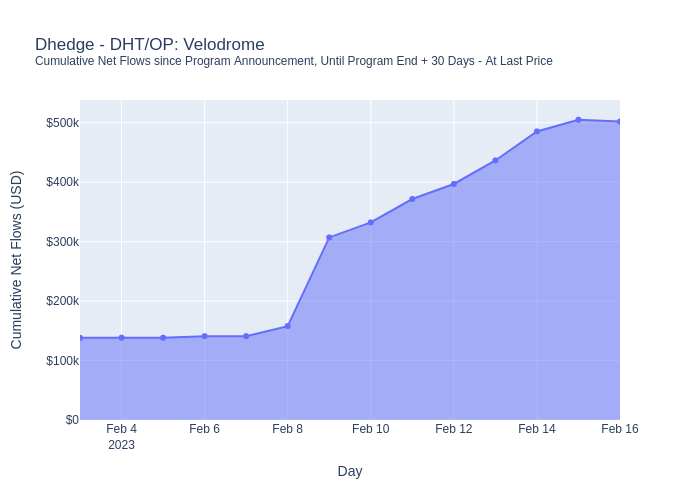 Dhedge - DHT/OP: Velodrome
Cumulative Net Flows since Program Announcement, Until Program End + 30 Days - At Last Price
Cumulative Net Flows (USD)
$500k
$400k
$300k
$200k
$100k
$0
Feb 4
2023
Feb 6
Feb 8
Feb 10
Feb 12
Feb 14
Feb 16
Day